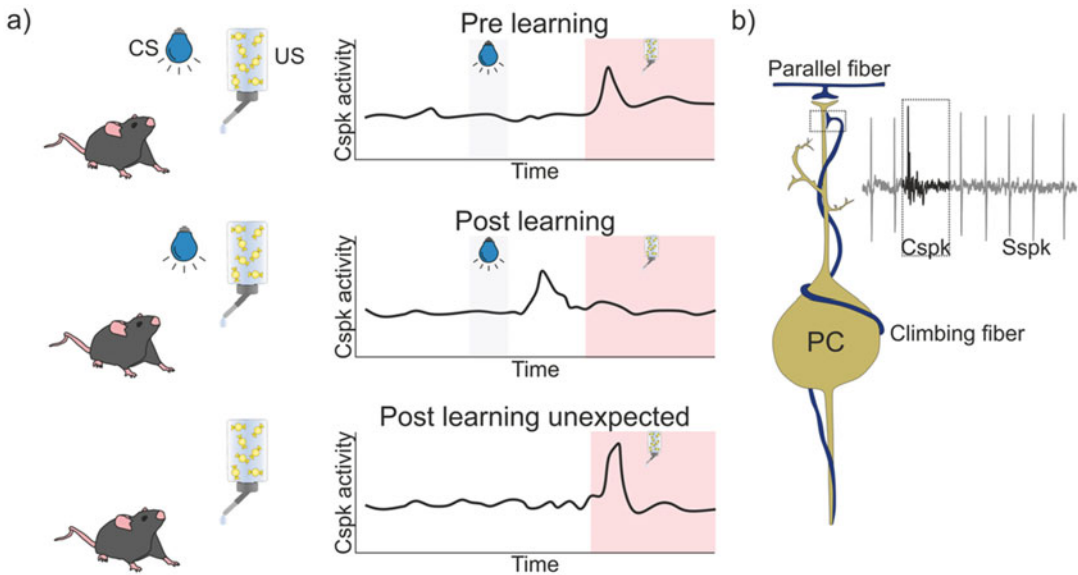 a)
CS
US
Pre learning
Cspk activity
Time
Post learning
Cspk activity
Time
Post learning unexpected
Cspk activity
Time
b)
Parallel fiber
Cspk
Sspk
PC
Climbing fiber